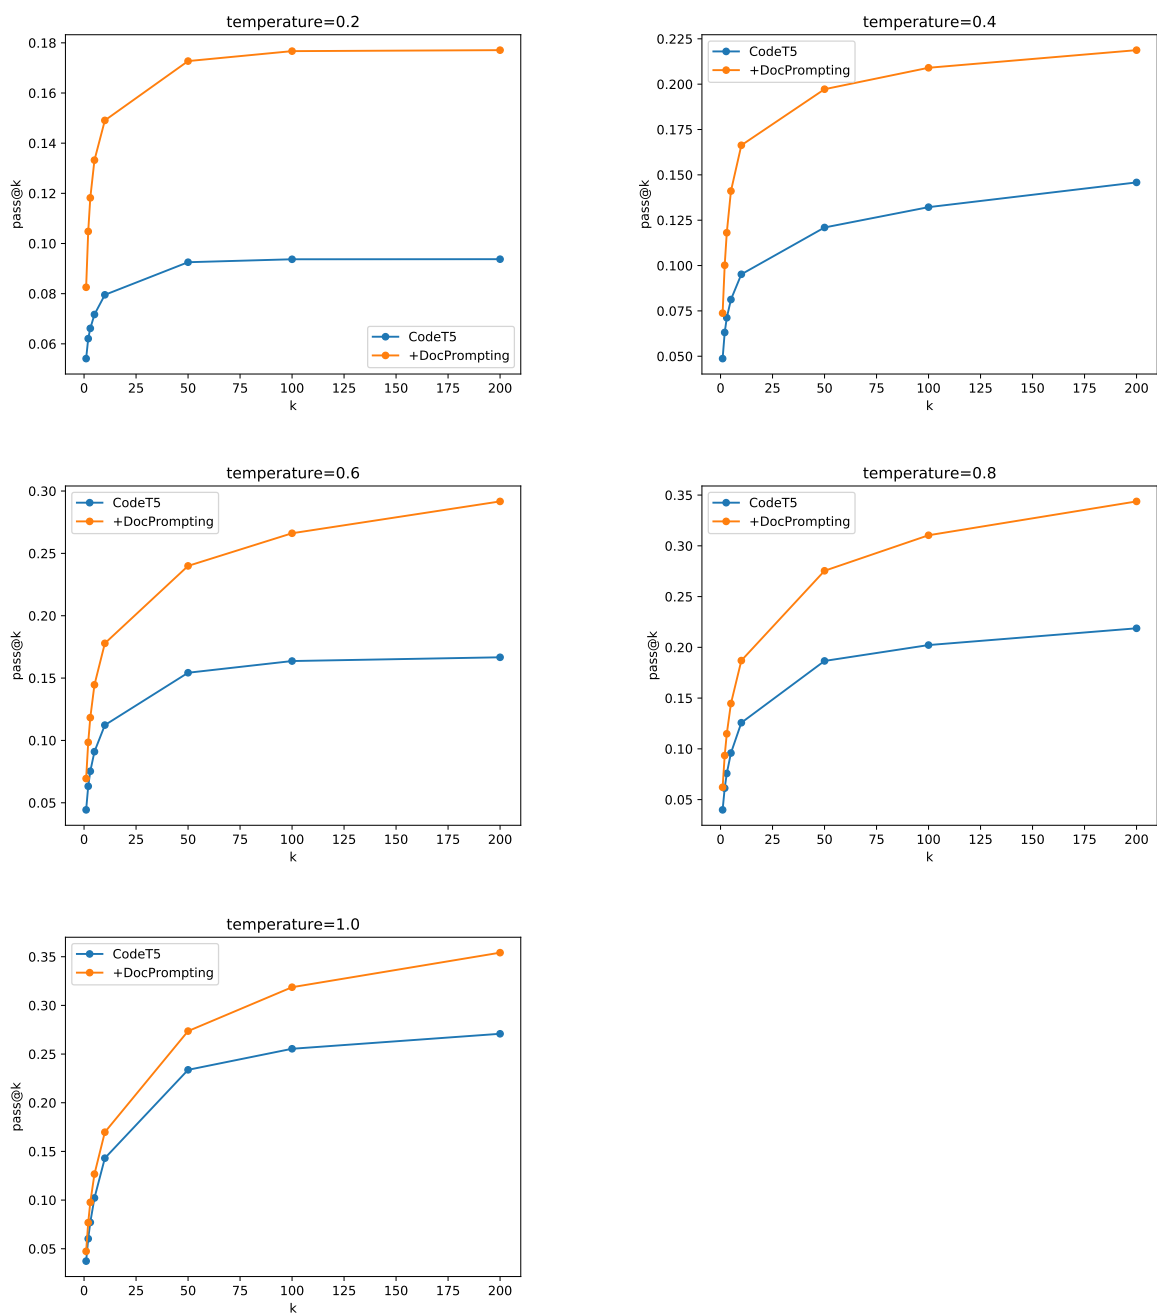 temperature=0.2
0.18
0.16
0.14
0.12
0.10
0.08
0.06
pass@k
CodeT5
+DocPrompting
0 25 50 75 100 125 150 175 200
k
temperature=0.4
0.225
0.200
0.175
0.150
0.125
0.100
0.075
0.050
pass@k
CodeT5
+DocPrompting
0 25 50 75 100 125 150 175 200
k
temperature=0.6
0.30
0.25
0.20
0.15
0.10
0.05
pass@k
CodeT5
+DocPrompting
0 25 50 75 100 125 150 175 200
k
temperature=0.8
0.35
0.30
0.25
0.20
0.15
0.10
0.05
pass@k
CodeT5
+DocPrompting
0 25 50 75 100 125 150 175 200
k
temperature=1.0
0.35
0.30
0.25
0.20
0.15
0.10
0.05
pass@k
CodeT5
+DocPrompting
0 25 50 75 100 125 150 175 200
k